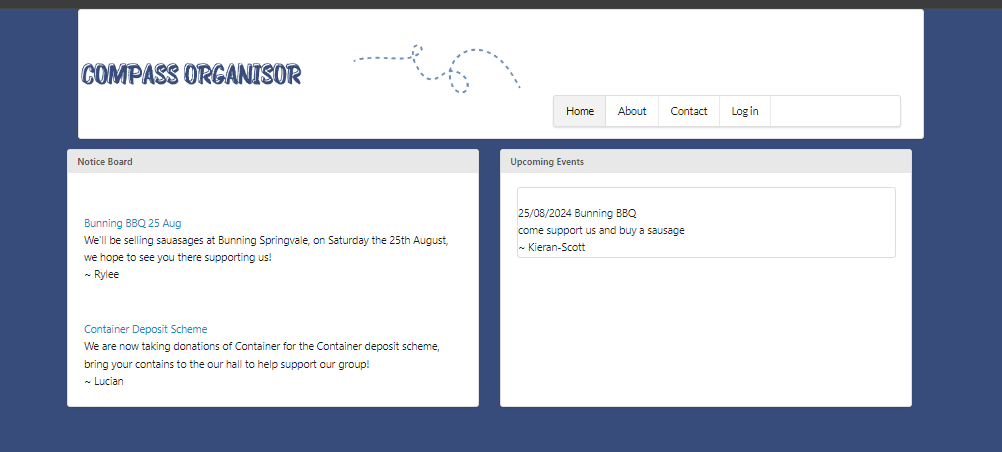 COMPASS ORGANISOR
Home About Contact Log in
Notice Board
Bunning BBQ 25 Aug
We'll be selling sauasages at Bunning Springvale, on Saturday the 25th August,
we hope to see you there supporting us!
~ Rylee
Container Deposit Scheme
We are now taking donations of Container for the Container deposit scheme,
bring your contains to the our hall to help support our group!
~ Lucian
Upcoming Events
25/08/2024 Bunning BBQ
come support us and buy a sausage
~ Kieran-Scott